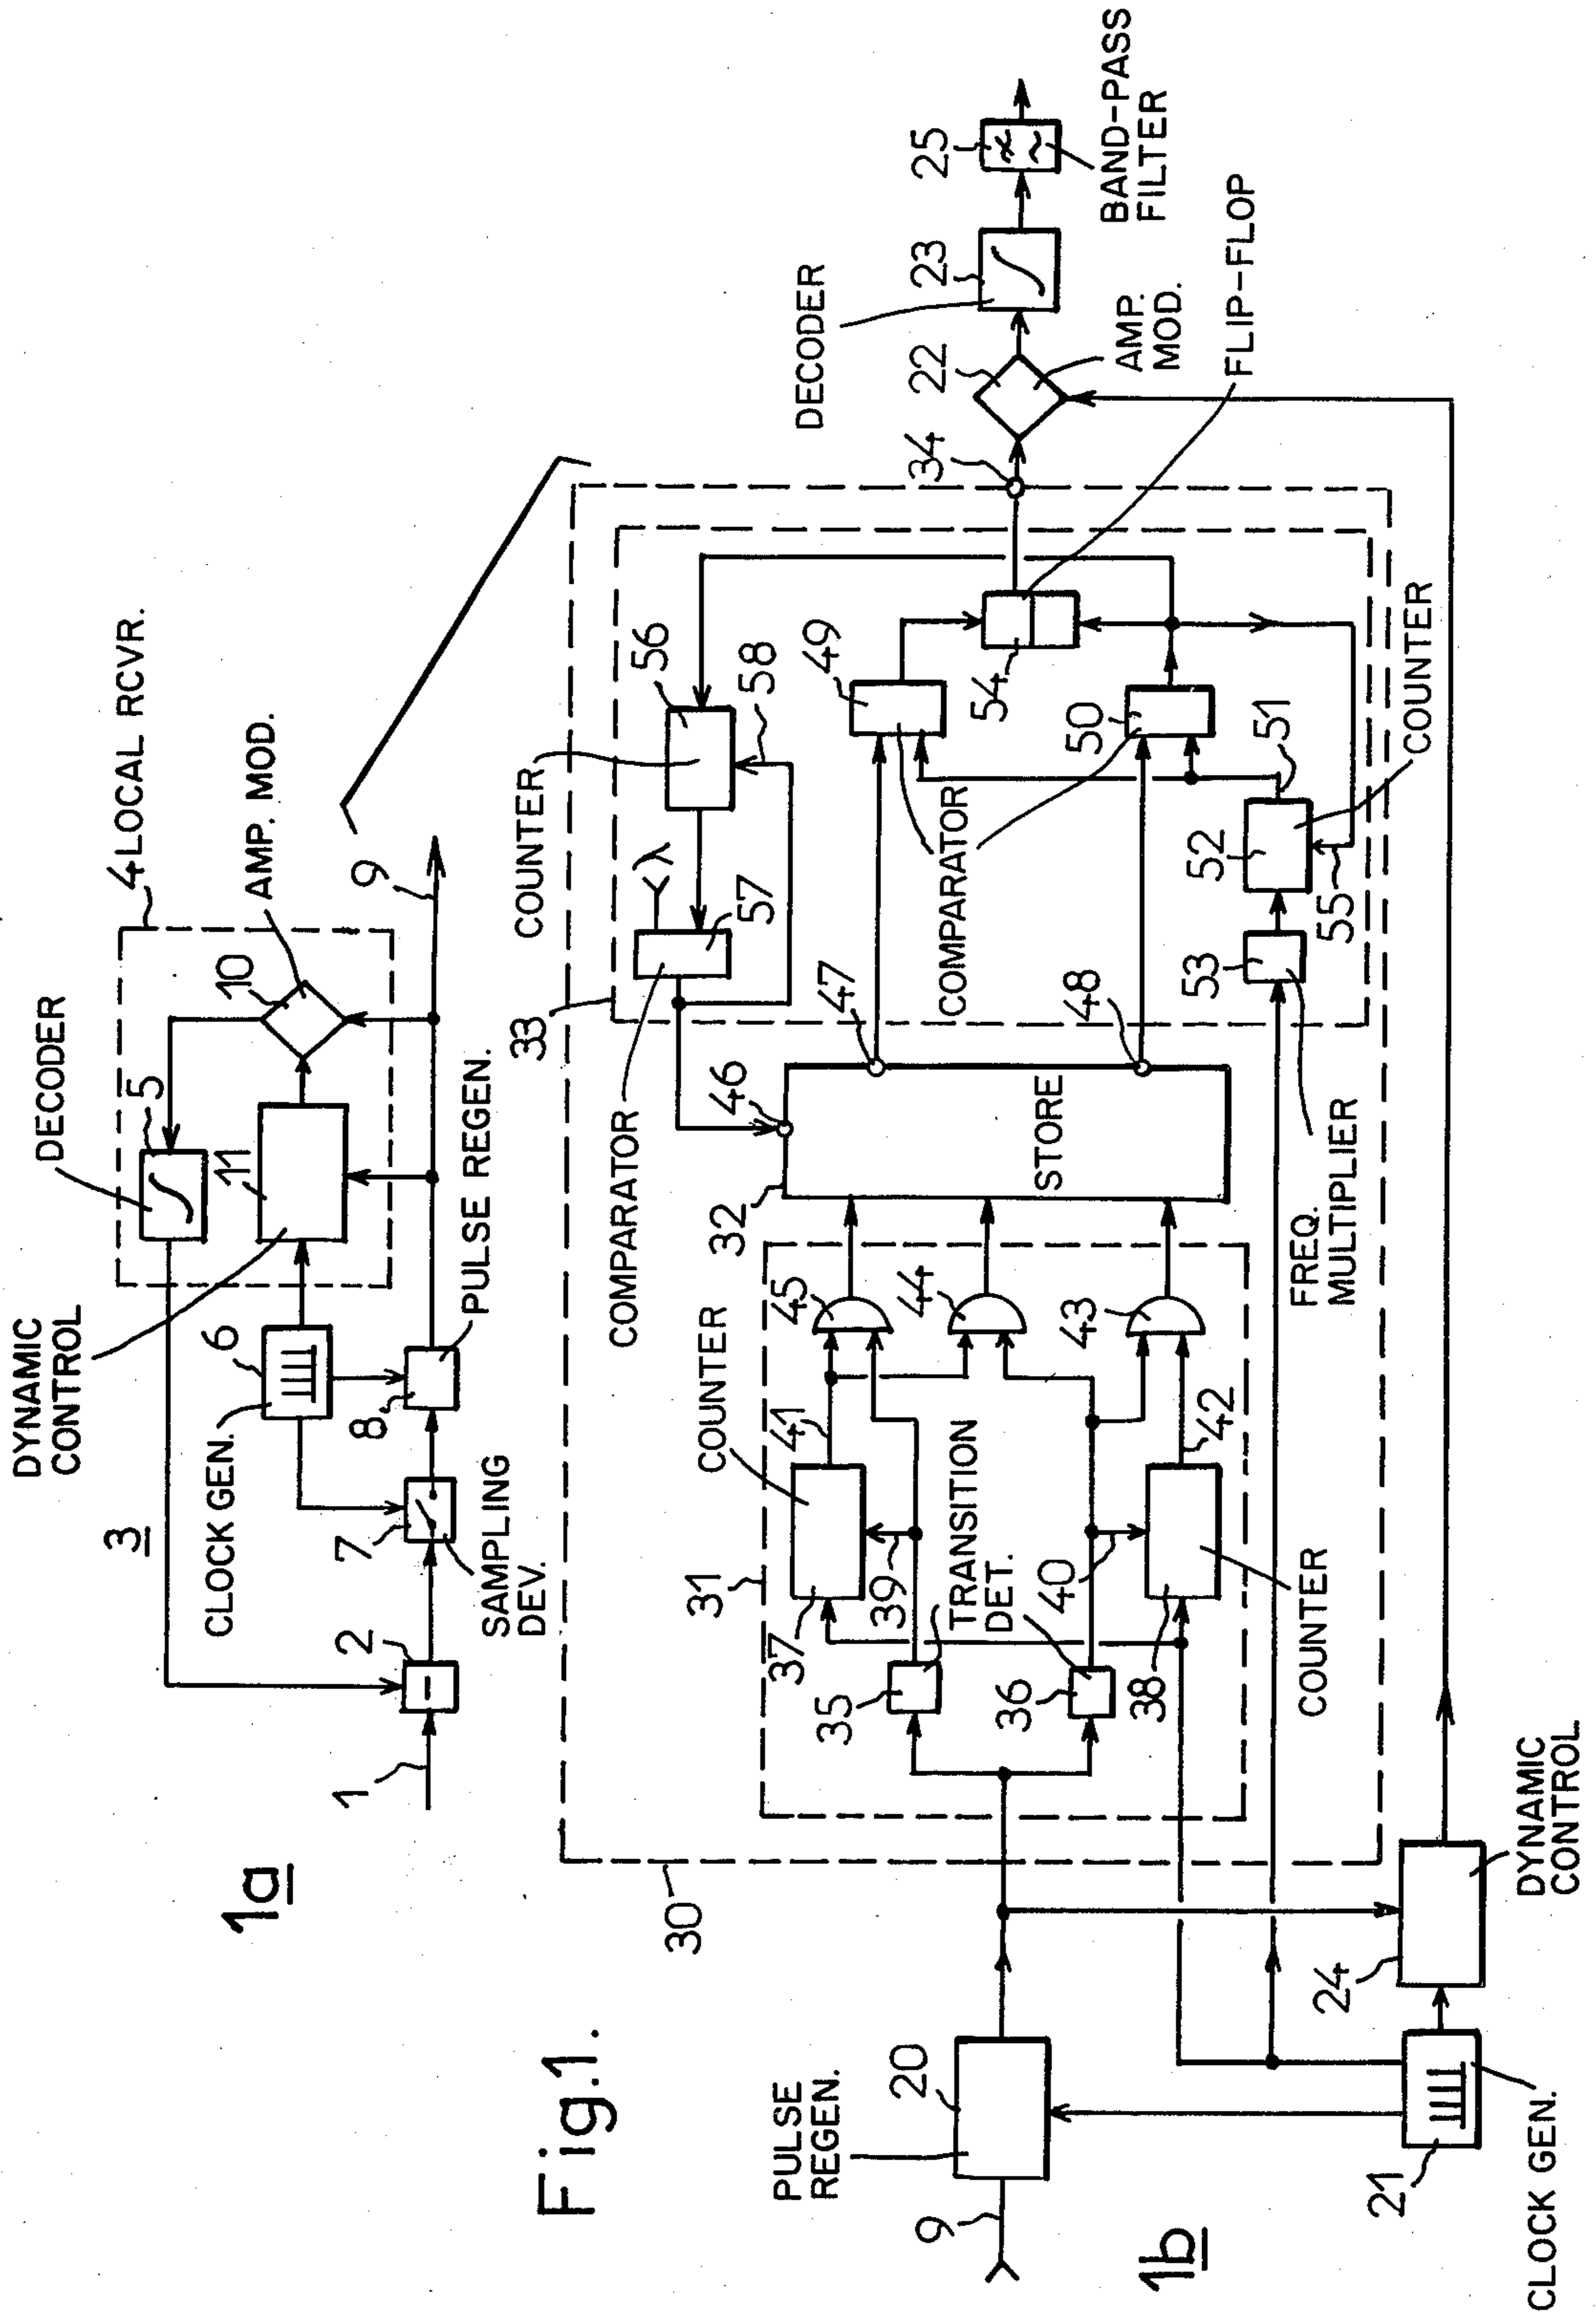 Fig.1.
1a
3
DYNAMIC
CONTROL
DECODER
5
4 LOCAL RCVR.
AMP. MOD.
10
11
9
CLOCK GEN.
6
8
7
PULSE REGEN.
SAMPLING
DEV.
2
1
1b
PULSE
REGEN.
20
9
21
CLOCK GEN.
24
DYNAMIC
CONTROL
30
31
COUNTER
37
41
39
35
TRANSITION
DET.
36
40
38
42
COUNTER
45
44
43
32
STORE
46
47
48
FREQ.
MULTIPLIER
33
COMPARATOR
COUNTER
56
58
57
λ
49
COMPARATOR
50
54
51
52
53
55
COUNTER
34
FLIP-FLOP
22
AMP.
MOD.
DECODER
23
25
BAND-PASS
FILTER